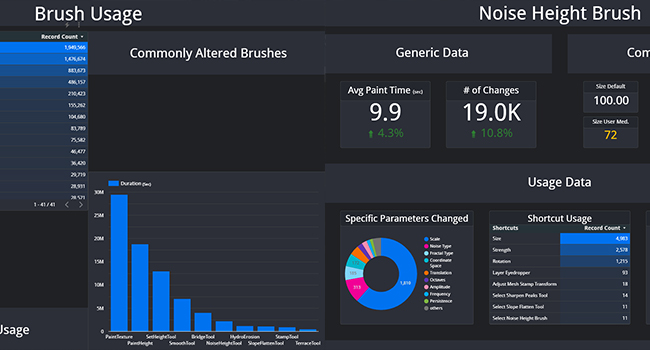 Brush Usage
Record Count
1,940,566
1,476,674
883,673
486,157
210,423
155,262
104,680
83,789
75,582
46,477
36,420
29,719
28,931
28,521
1 - 41 / 41
Usage
Commonly Altered Brushes
Duration (Sec)
30M
25M
20M
15M
10M
5M
0
PaintTexture
PaintHeight
SetHeightTool
SmoothTool
BridgeTool
NoiseHeightTool
HydroErosion
SlopeFlattenTool
StampTool
TerraceTool
Noise Height Brush
Generic Data
Com
Avg Paint Time (sec)
9.9
4.3%
# of Changes
19.0K
10.8%
Size Default
100.00
Size User Med.
72
Usage Data
Specific Parameters Changed
1,810
513
Scale
Noise Type
Fractal Type
Coordinate
Space
Translation
Octaves
Amplitude
Frequency
Persistence
others
Shortcut Usage
Shortcuts
Record Count
Size
4,983
Strength
2,578
Rotation
1,215
Layer Eyedropper
93
Adjust Mesh Stamp Transform
18
Select Sharpen Peaks Tool
14
Select Slope Flatten Tool
11
Select Noise Height Brush
11